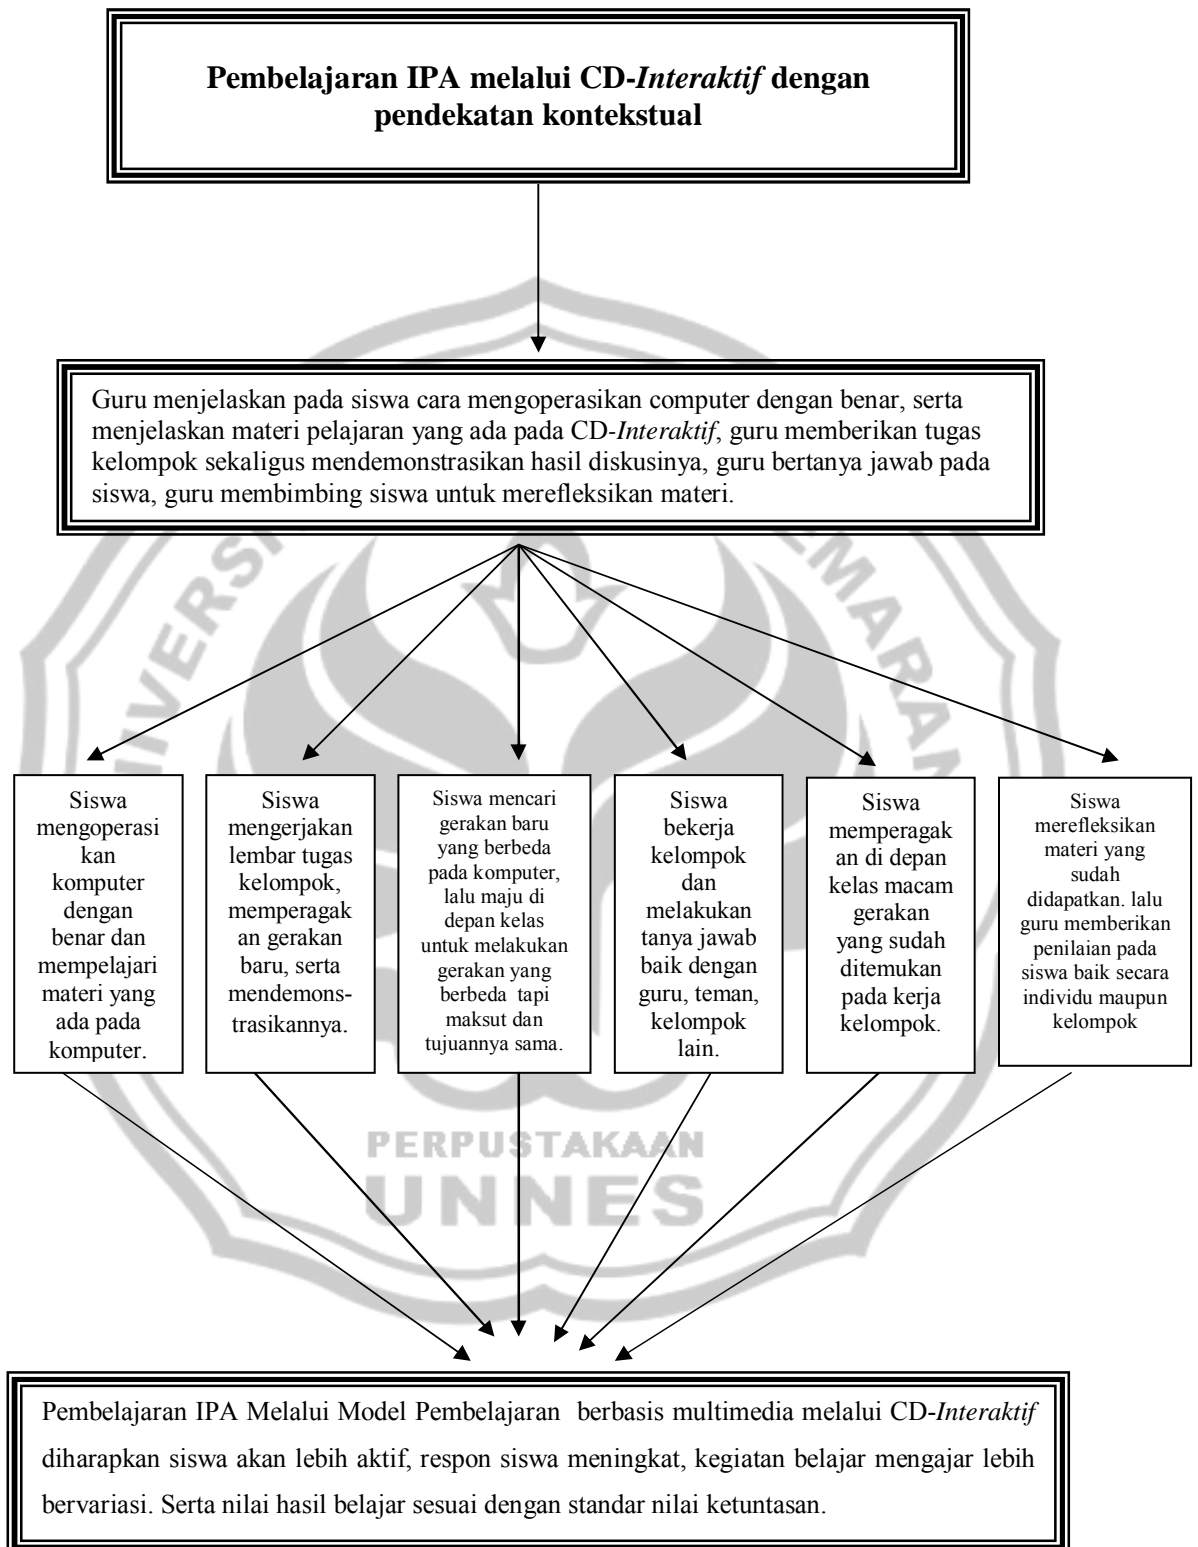 Pembelajaran IPA melalui CD-Interaktif dengan
pendekatan kontekstual
Guru menjelaskan pada siswa cara mengoperasikan computer dengan benar, serta
menjelaskan materi pelajaran yang ada pada CD-Interaktif, guru memberikan tugas
kelompok sekaligus mendemonstrasikan hasil diskusinya, guru bertanya jawab pada
siswa, guru membimbing siswa untuk merefleksikan materi.
Siswa
mengoperasi
kan
komputer
dengan
benar dan
mempelajari
materi yang
ada pada
komputer.
Siswa
mengerjakan
lembar tugas
kelompok,
memperagak
an gerakan
baru, serta
mendemons-
trasikannya.
Siswa mencari
gerakan baru
yang berbeda
pada komputer,
lalu maju di
depan kelas
untuk melakukan
gerakan yang
berbeda tapi
maksut dan
tujuannya sama.
Siswa
bekerja
kelompok
dan
melakukan
tanya jawab
baik dengan
guru, teman,
kelompok
lain.
Siswa
memperagak
an di depan
kelas macam
gerakan
yang sudah
ditemukan
pada kerja
kelompok.
Siswa
merefleksikan
materi yang
sudah
didapatkan. lalu
guru memberikan
penilaian pada
siswa baik secara
individu maupun
kelompok
PERPUSTAKAAN
UNNES
Pembelajaran IPA Melalui Model Pembelajaran berbasis multimedia melalui CD-Interaktif
diharapkan siswa akan lebih aktif, respon siswa meningkat, kegiatan belajar mengajar lebih
bervariasi. Serta nilai hasil belajar sesuai dengan standar nilai ketuntasan.